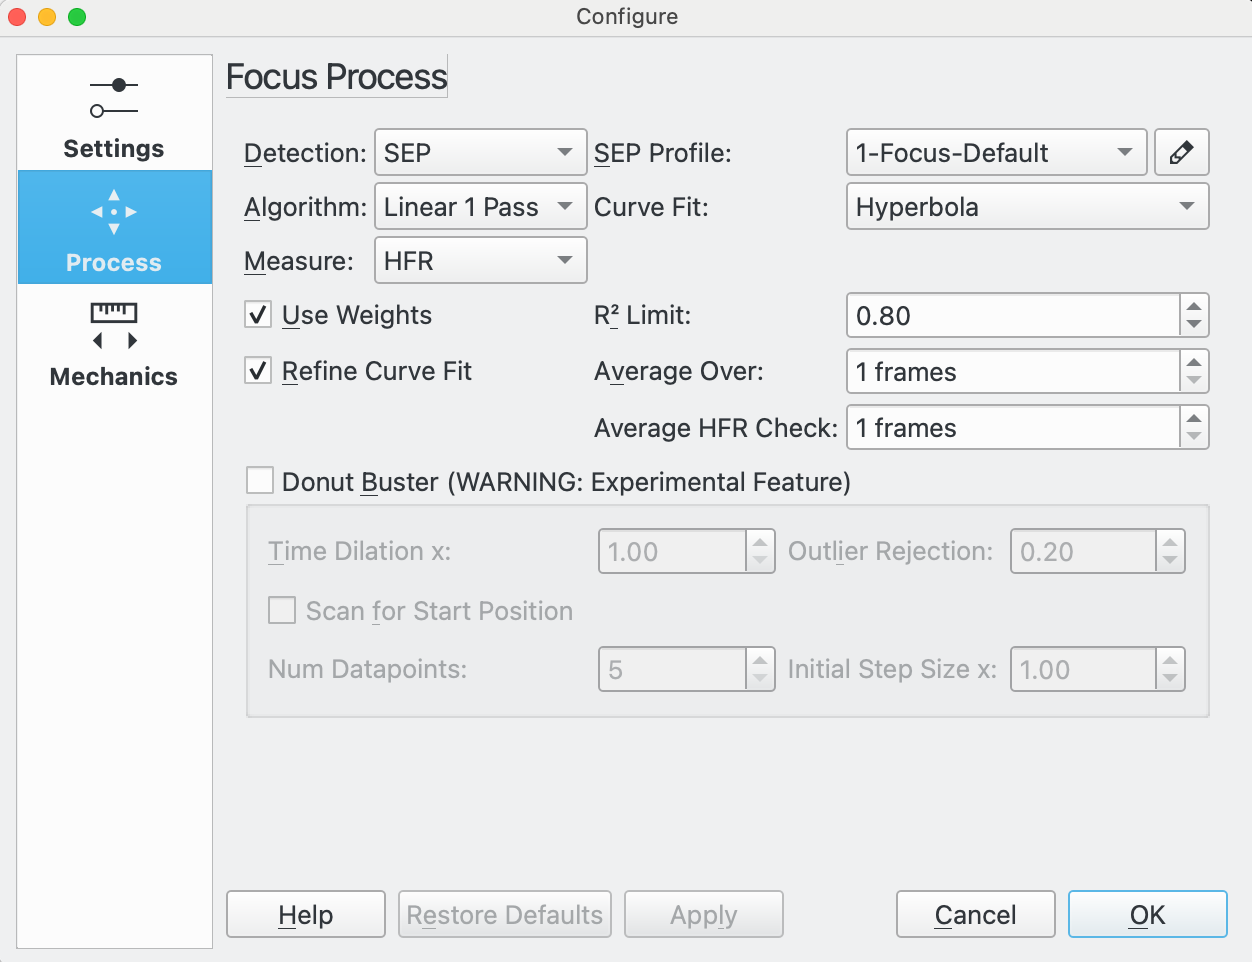 Configure
Settings
Process
Mechanics
Focus Process
Detection: SEP SEP Profile: 1-Focus-Default
Algorithm: Linear 1 Pass Curve Fit: Hyperbola
Measure: HFR
Use Weights R² Limit: 0.80
Refine Curve Fit Average Over: 1 frames
Average HFR Check: 1 frames
Donut Buster (WARNING: Experimental Feature)
Time Dilation x: 1.00 Outlier Rejection: 0.20
Scan for Start Position
Num Datapoints: 5 Initial Step Size x: 1.00
Help Restore Defaults Apply Cancel OK